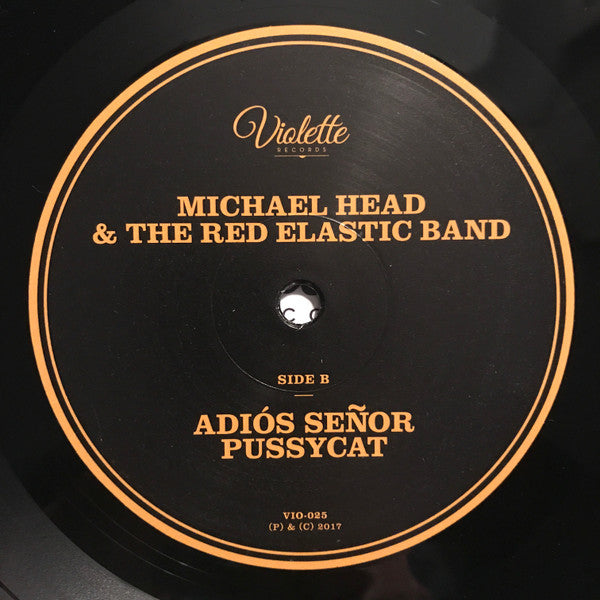 Violette
RECORDS
MICHAEL HEAD
& THE RED ELASTIC BAND
SIDE B
ADIÓS SEÑOR
PUSSYCAT
VIO-025
(P) & (C) 2017